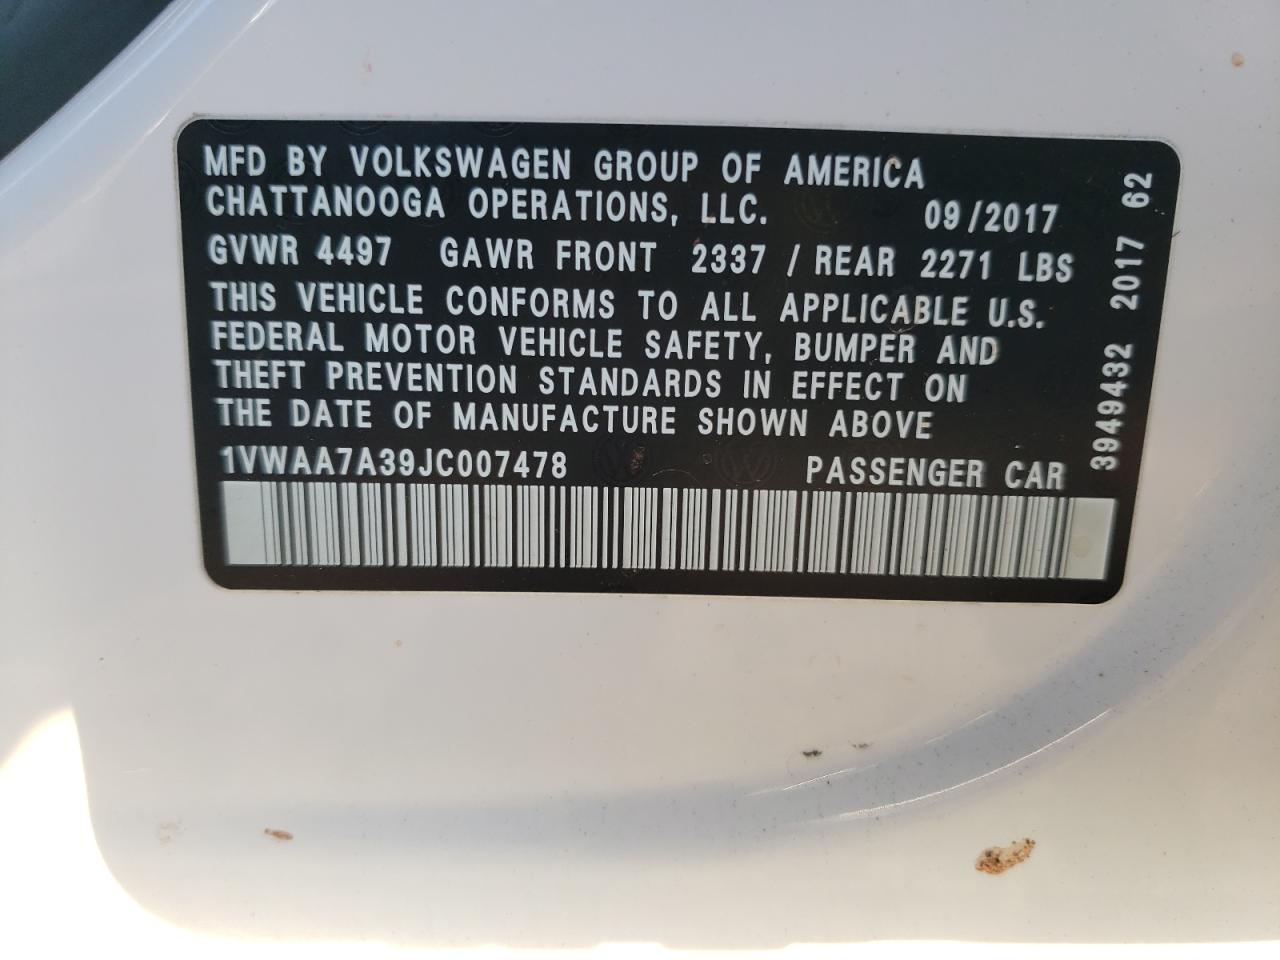 MFD BY VOLKSWAGEN GROUP OF AMERICA
CHATTANOOGA OPERATIONS, LLC. 09/2017
GVWR 4497 GAWR FRONT 2337 / REAR 2271 LBS
THIS VEHICLE CONFORMS TO ALL APPLICABLE U.S.
FEDERAL MOTOR VEHICLE SAFETY, BUMPER AND
THEFT PREVENTION STANDARDS IN EFFECT ON
THE DATE OF MANUFACTURE SHOWN ABOVE
1VWAA7A39JC007478 PASSENGER CAR
3949432 2017 62